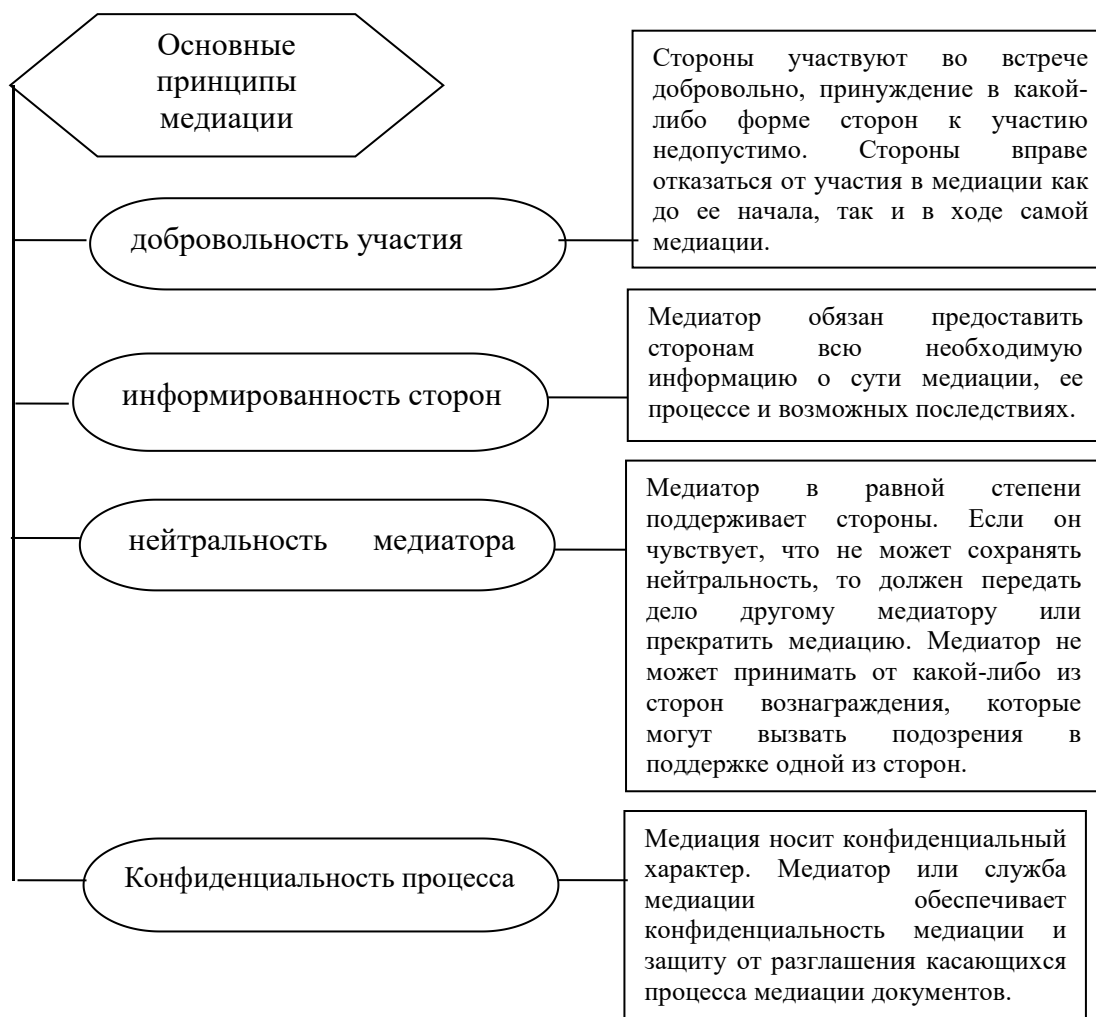 Основные
принципы
медиации
Стороны участвуют во встрече
добровольно, принуждение в какой-
либо форме сторон к участию
недопустимо. Стороны вправе
отказаться от участия в медиации как
до ее начала, так и в ходе самой
медиации.
добровольность участия
Медиатор обязан предоставить
сторонам всю необходимую
информацию о сути медиации, ее
процессе и возможных последствиях.
информированность сторон
Медиатор в равной степени
поддерживает стороны. Если он
чувствует, что не может сохранять
нейтральность, то должен передать
дело другому медиатору или
прекратить медиацию. Медиатор не
может принимать от какой-либо из
сторон вознаграждения, которые
могут вызвать подозрения в
поддержке одной из сторон.
нейтральность медиатора
Медиация носит конфиденциальный
характер. Медиатор или служба
медиации обеспечивает
конфиденциальность медиации и
защиту от разглашения касающихся
процесса медиации документов.
Конфиденциальность процесса